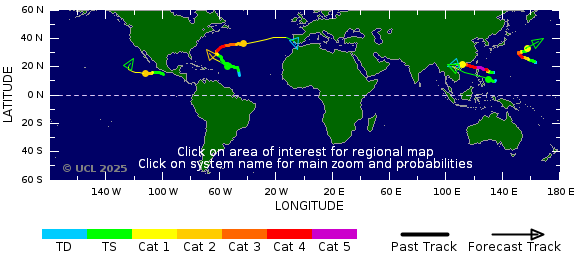 60 N
40 N
20 N
0 N
20 S
40 S
60 S
LATITUDE
Click on area of interest for regional map
Click on system name for main zoom and probabilities
© UCL 2025
140 W 100 W 60 W 20 W 20 E 60 E 100 E 140 E 180 E
LONGITUDE
TD TS Cat 1 Cat 2 Cat 3 Cat 4 Cat 5 Past Track Forecast Track